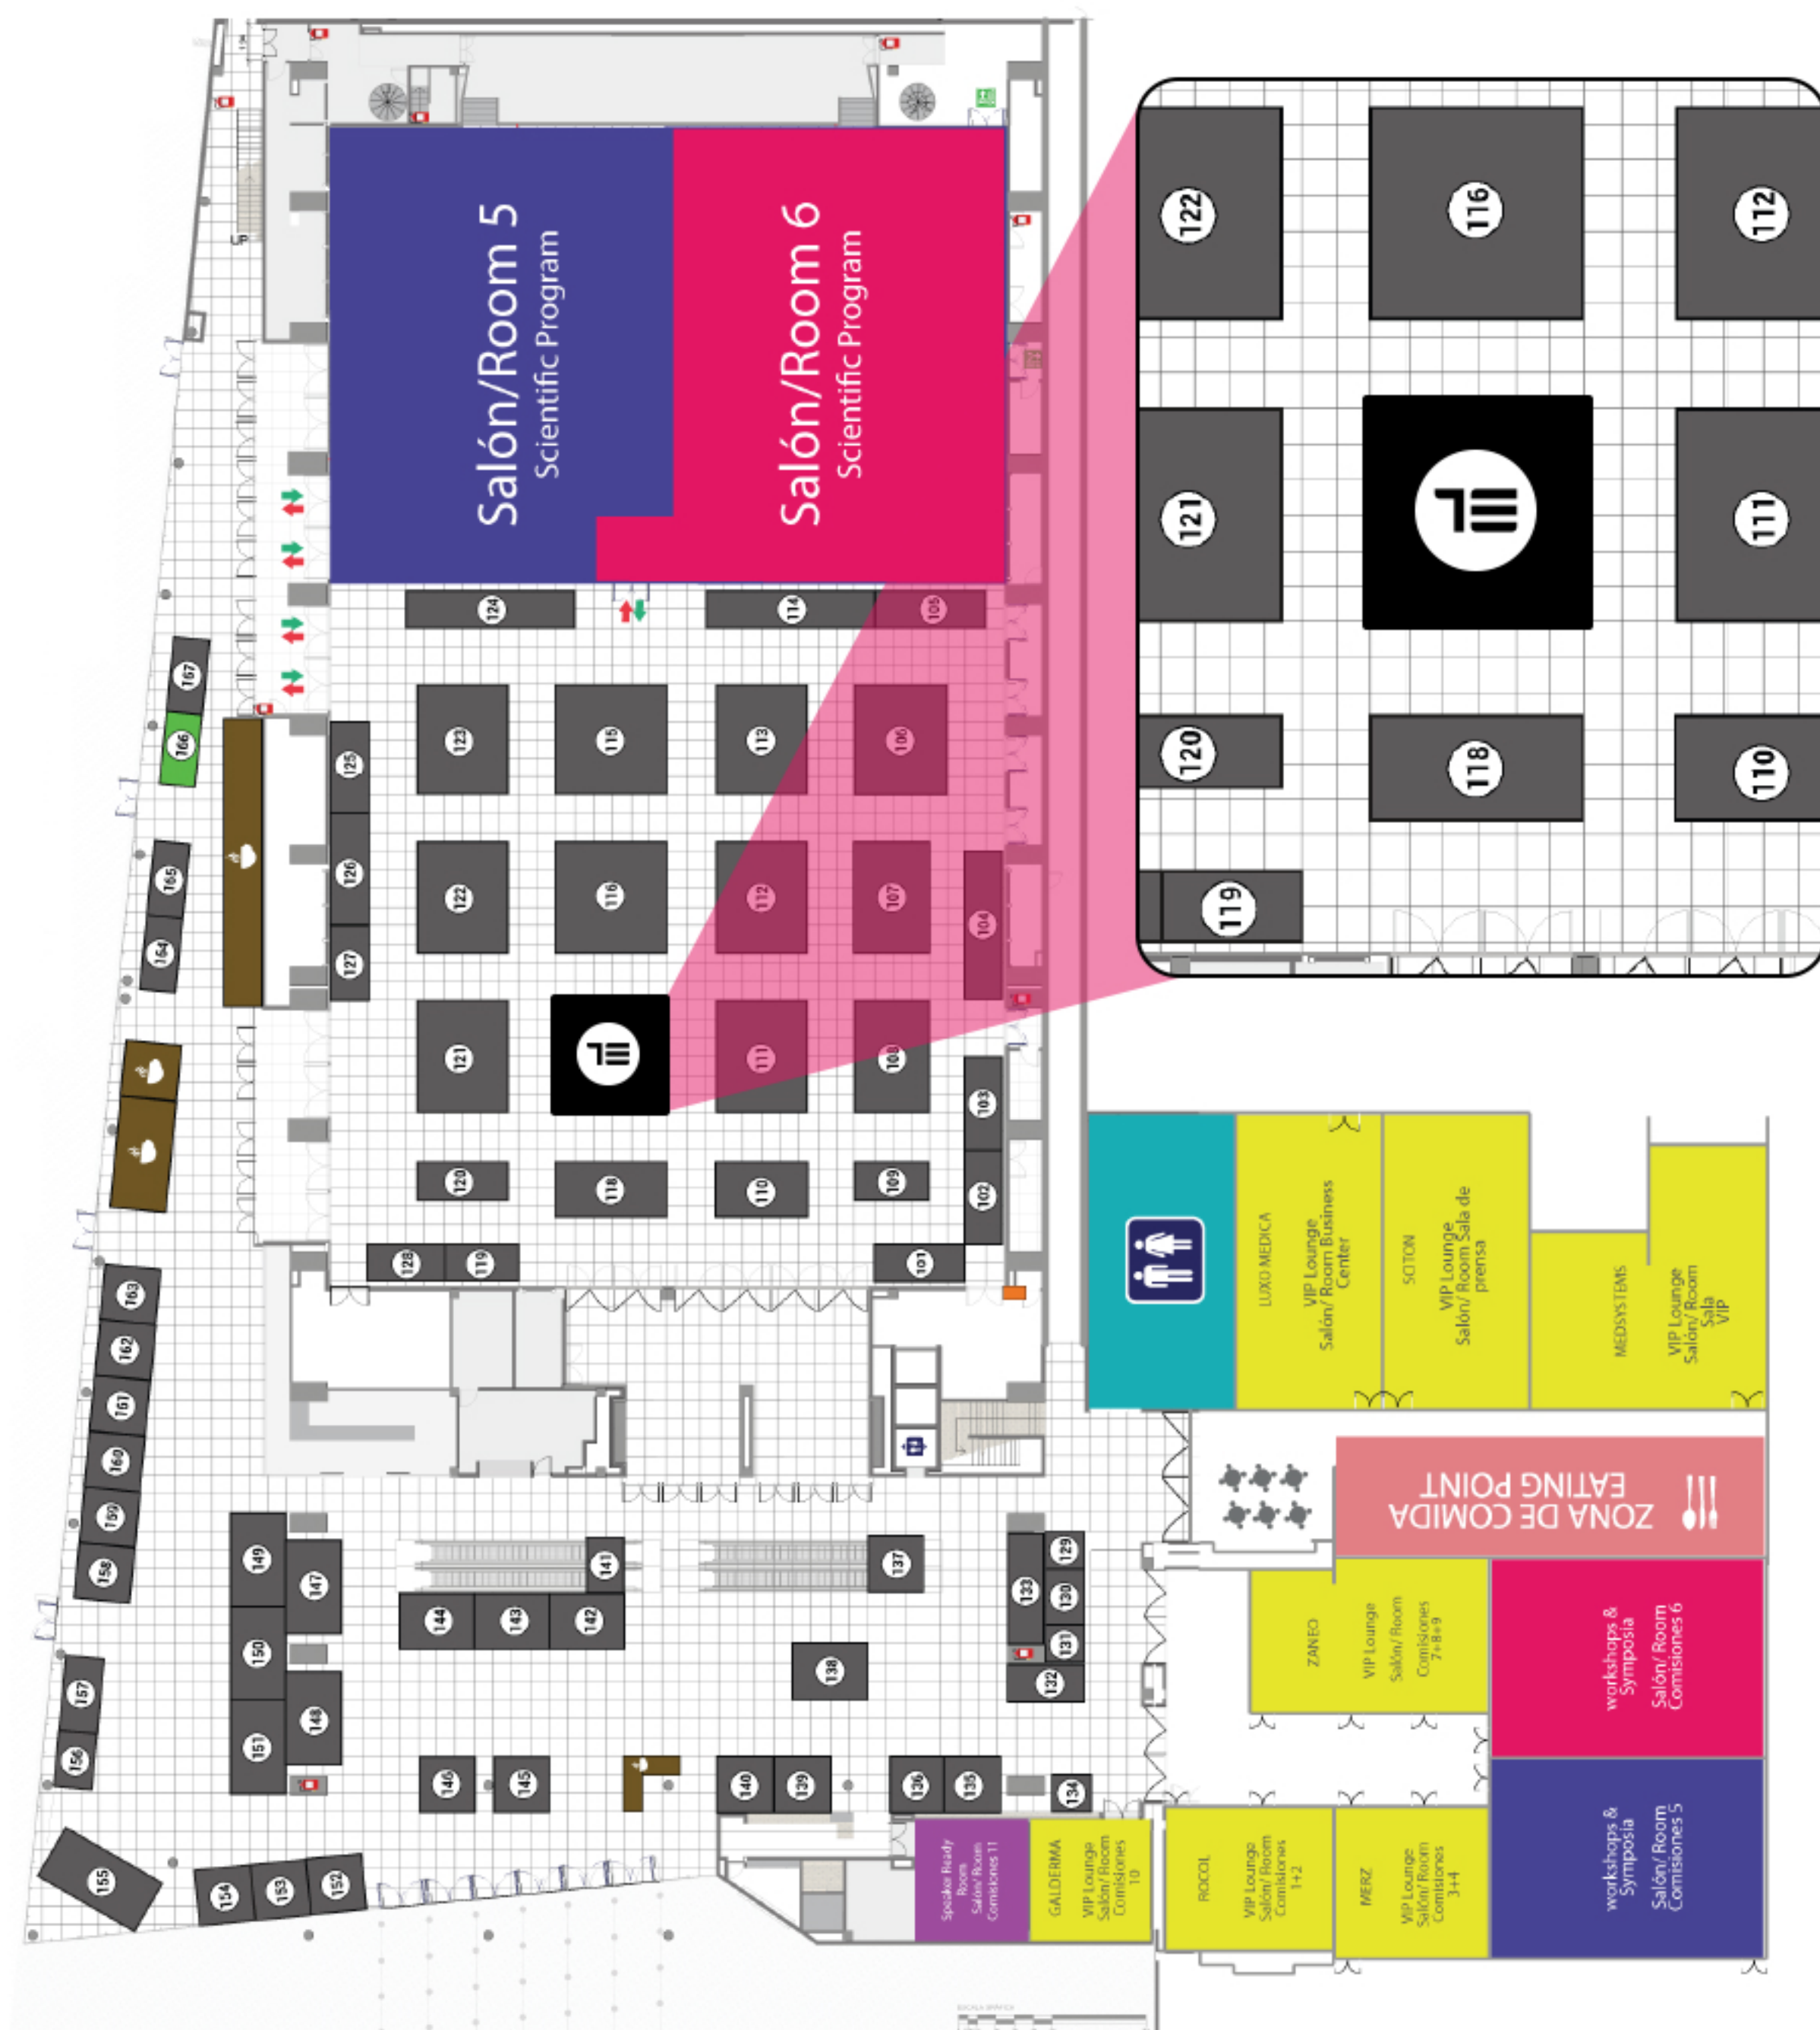 UP
Salón/Room 5
Scientific Program
Salón/Room 6
Scientific Program
122
116
112
121
111
120
118
110
119
124
114
105
167
166
125
123
115
113
106
165
164
126
127
122
116
112
107
104
121
111
108
103
120
118
110
109
102
128
119
101
163
162
161
160
159
158
LUXO MEDICA
VIP Lounge
Salón/ Room Business
Center
SCITON
VIP Lounge
Salón/ Room Sala de
prensa
MEDSYSTEMS
VIP Lounge
Salón/ Room
Sala
VIP
ZONA DE COMIDA
EATING POINT
149
147
150
148
151
144
143
142
141
137
138
133
129
130
131
132
157
156
146
145
140
139
136
135
134
155
154
153
152
ZANEO
VIP Lounge
Salón/ Room
Comisiones
7+8+9
workshops &
Symposia
Salón/ Room
Comisiones 6
workshops &
Symposia
Salón/ Room
Comisiones 5
Speaker Ready
Room
Salón/ Room
Comisiones 11
GALDERMA
VIP Lounge
Salón/ Room
Comisiones
10
ROCOL
VIP Lounge
Salón/ Room
Comisiones
1+2
MERZ
VIP Lounge
Salón/ Room
Comisiones
3+4
ESCALA GRÁFICA